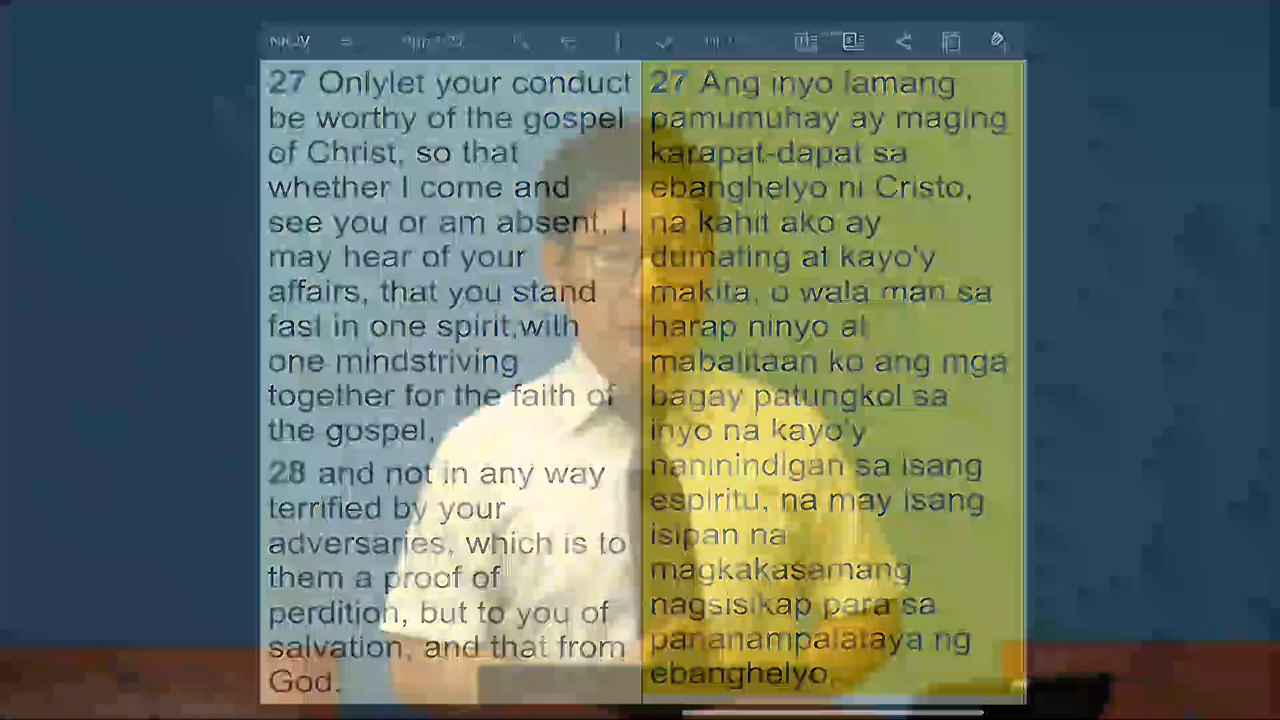 NKJV
27 Onlylet your conduct
be worthy of the gospel
of Christ, so that
whether I come and
see you or am absent, I
may hear of your
affairs, that you stand
fast in one spirit,with
one mindstriving
together for the faith of
the gospel,
28 and not in any way
terrified by your
adversaries, which is to
them a proof of
perdition, but to you of
salvation, and that from
God.
27 Ang inyo lamang
pamumuhay ay maging
karapat-dapat sa
ebanghelyo ni Cristo,
na kahit ako ay
dumating at kayo'y
makita, o wala man sa
harap ninyo at
mabalitaan ko ang mga
bagay patungkol sa
inyo na kayo'y
naninindigan sa isang
espiritu, na may isang
isipan na
magkakasamang
nagsisikap para sa
pananampalataya ng
ebanghelyo,